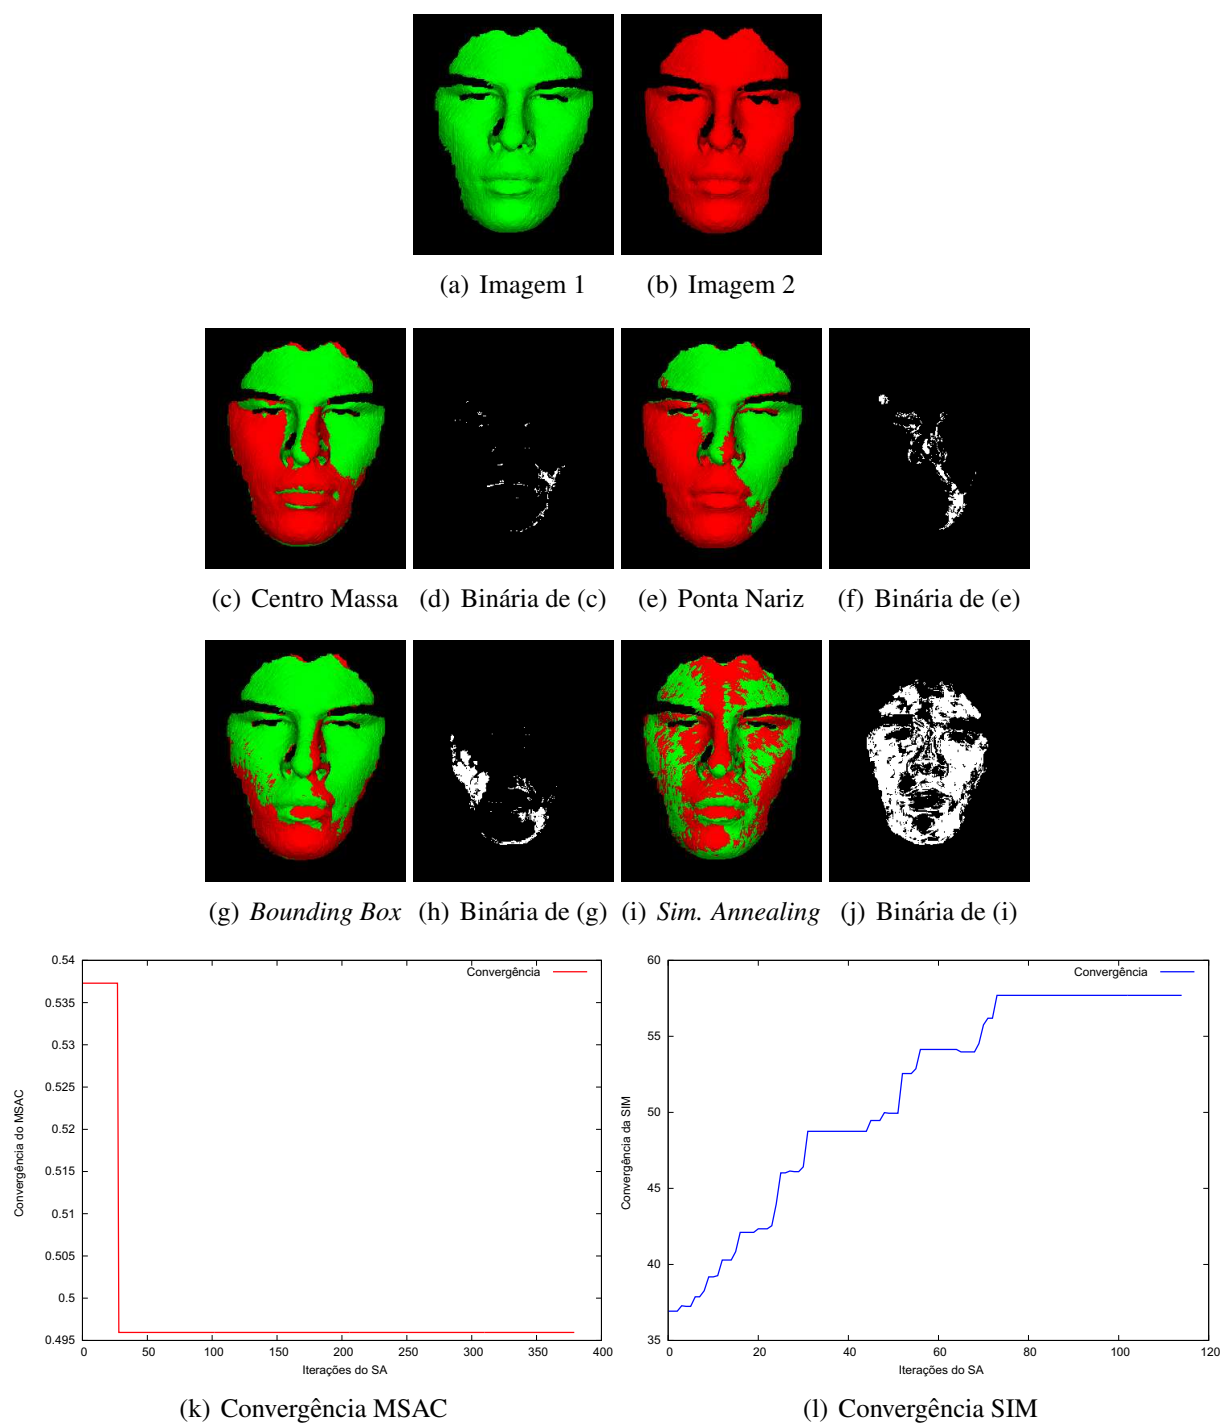 (a) Imagem 1
(b) Imagem 2
(c) Centro Massa
(d) Binária de (c)
(e) Ponta Nariz
(f) Binária de (e)
(g) Bounding Box
(h) Binária de (g)
(i) Sim. Annealing
(j) Binária de (i)
Convergência
0.54
0.535
0.53
0.525
0.52
0.515
0.51
0.505
0.5
0.495
Convergência do MSAC
0 50 100 150 200 250 300 350 400
Iterações do SA
(k) Convergência MSAC
Convergência
60
55
50
45
40
35
Convergência da SIM
0 20 40 60 80 100 120
Iterações do SA
(l) Convergência SIM